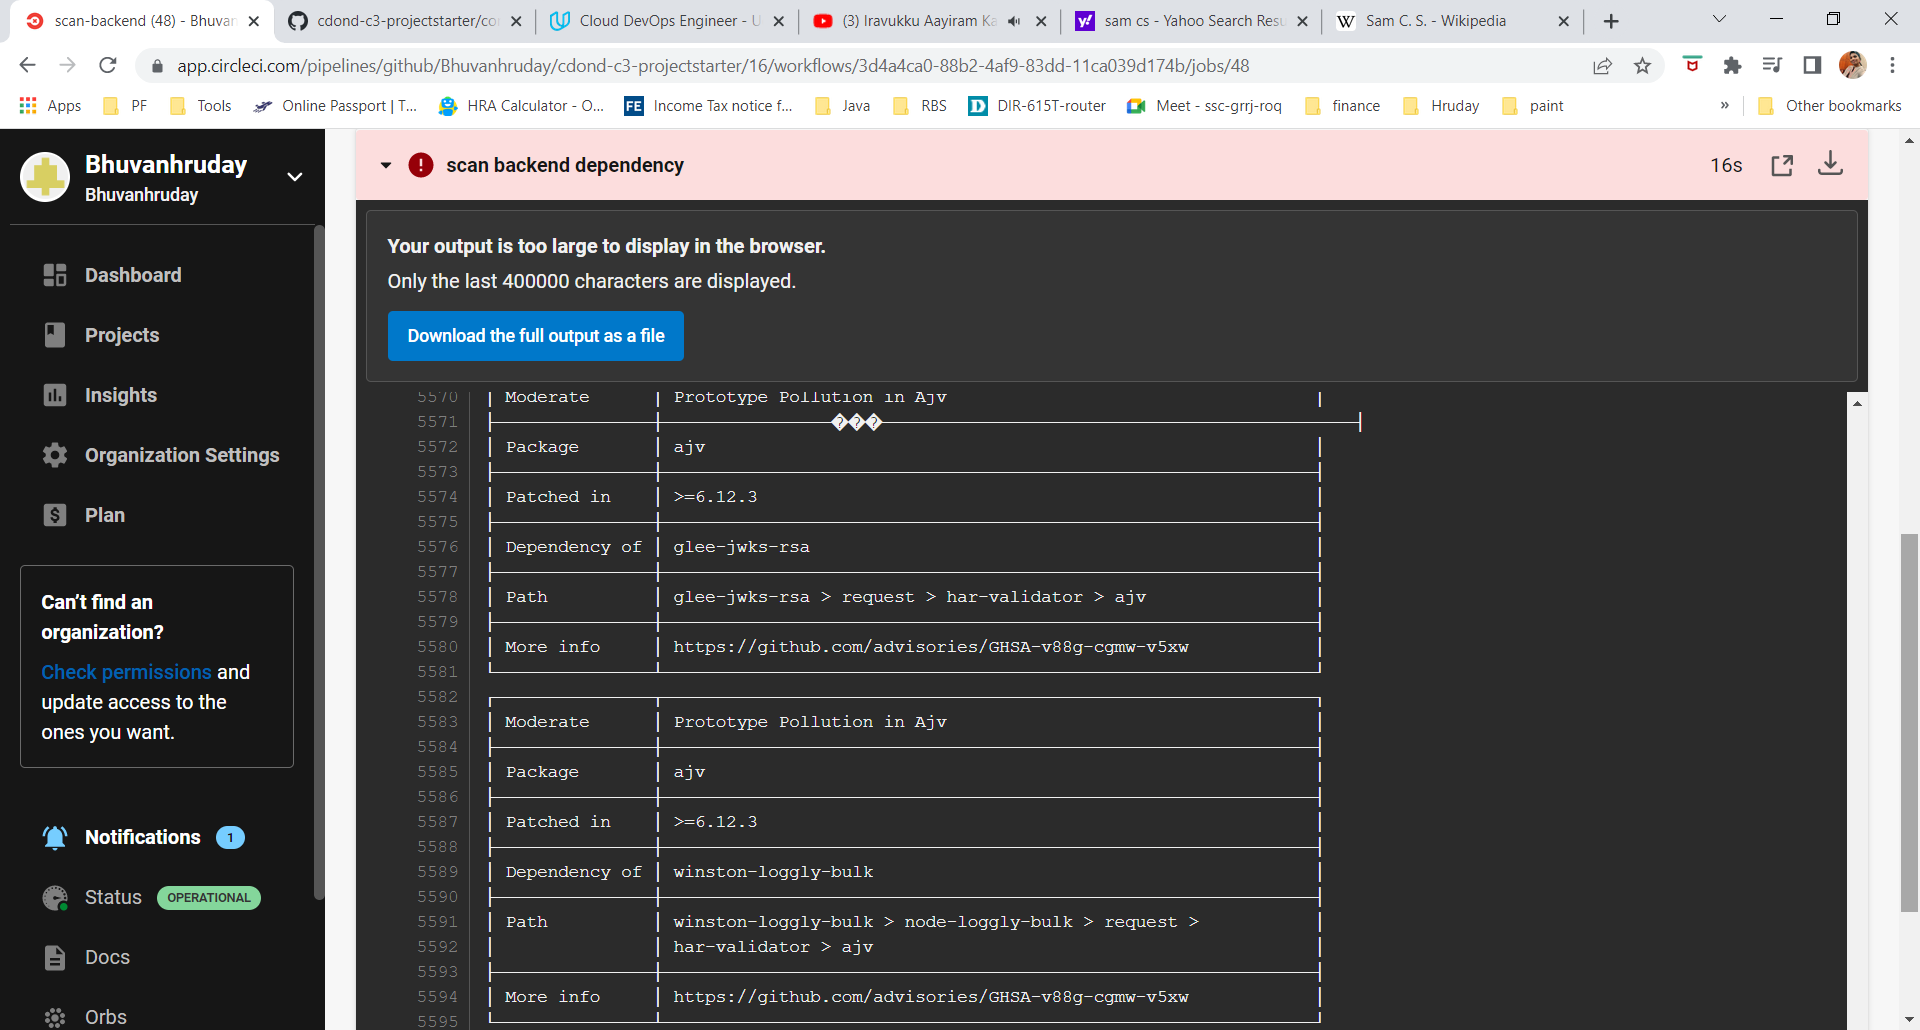 scan-backend (48) - Bhuvan
cdond-c3-projectstarter/con
Cloud DevOps Engineer - U
(3) Iravukku Aayiram Ka
sam cs - Yahoo Search Resu
Sam C. S. - Wikipedia
app.circleci.com/pipelines/github/Bhuvanhruday/cdond-c3-projectstarter/16/workflows/3d4a4ca0-88b2-4af9-83dd-11ca039d174b/jobs/48
Apps PF Tools Online Passport | T... HRA Calculator - O... FE Income Tax notice f... Java RBS D DIR-615T-router Meet - ssc-grrj-roq finance Hruday paint » Other bookmarks
Bhuvanhruday
Bhuvanhruday
Dashboard
Projects
Insights
Organization Settings
Plan
Can't find an
organization?
Check permissions and
update access to the
ones you want.
Notifications 1
Status OPERATIONAL
Docs
Orbs
scan backend dependency 16s
Your output is too large to display in the browser.
Only the last 400000 characters are displayed.
Download the full output as a file
5570 Moderate Prototype Pollution in Ajv
5571 ���
5572 Package ajv
5573
5574 Patched in >=6.12.3
5575
5576 Dependency of glee-jwks-rsa
5577
5578 Path glee-jwks-rsa > request > har-validator > ajv
5579
5580 More info https://github.com/advisories/GHSA-v88g-cgmw-v5xw
5581
5582
5583 Moderate Prototype Pollution in Ajv
5584
5585 Package ajv
5586
5587 Patched in >=6.12.3
5588
5589 Dependency of winston-loggly-bulk
5590
5591 Path winston-loggly-bulk > node-loggly-bulk > request >
5592 har-validator > ajv
5593
5594 More info https://github.com/advisories/GHSA-v88g-cgmw-v5xw
5595